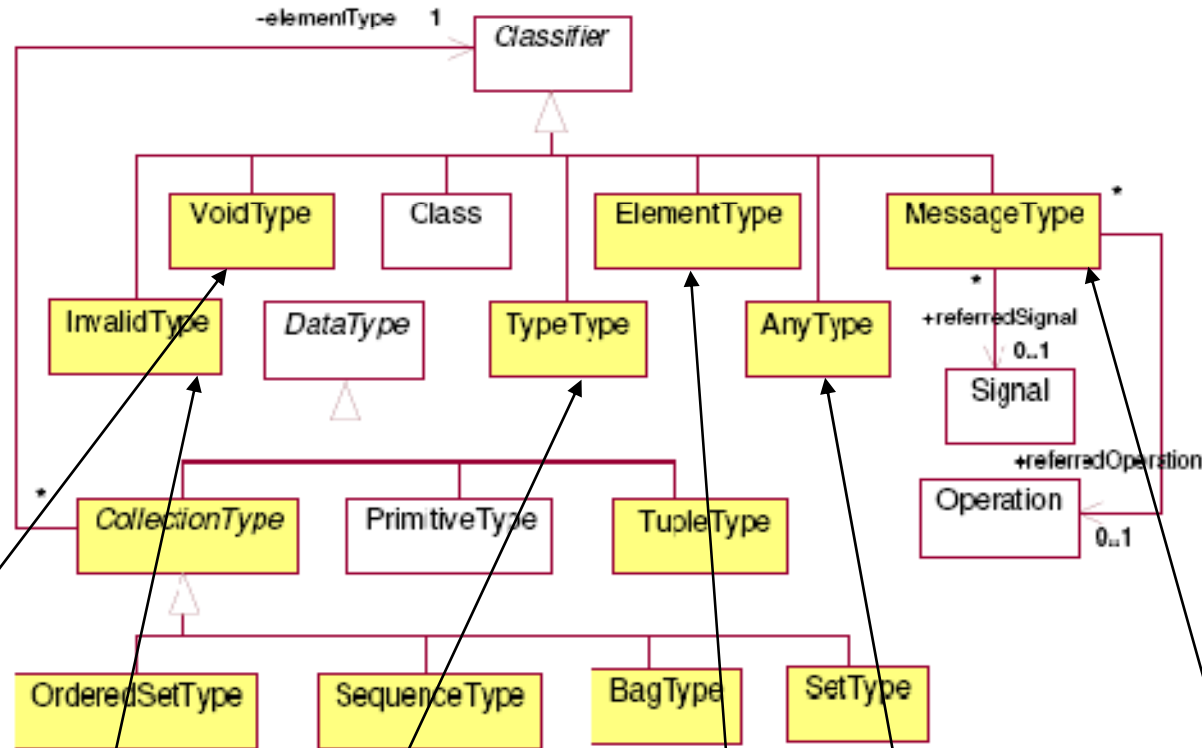 -elementType 1
Classifier
VoidType
Class
ElementType
MessageType
*
InvalidType
DataType
TypeType
AnyType
*
+referredSignal
0..1
Signal
+referredOperation
*
CollectionType
PrimitiveType
TupleType
Operation
0..1
OrderedSetType
SequenceType
BagType
SetType